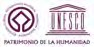 UNESCO
PATRIMONIO DE LA HUMANIDAD